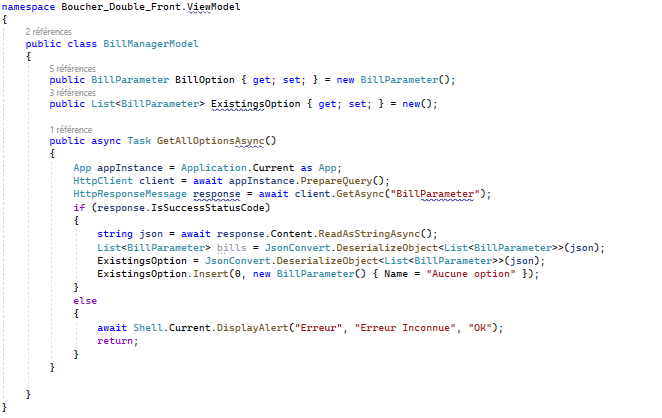 namespace Boucher_Double_Front.ViewModel
{
2 références
public class BillManagerModel
{
5 références
public BillParameter BillOption { get; set; } = new BillParameter();
3 références
public List<BillParameter> ExistingsOption { get; set; } = new();
1 référence
public async Task GetAllOptionsAsync()
{
App appInstance = Application.Current as App;
HttpClient client = await appInstance.PrepareQuery();
HttpResponseMessage response = await client.GetAsync("BillParameter");
if (response.IsSuccessStatusCode)
{
string json = await response.Content.ReadAsStringAsync();
List<BillParameter> bills = JsonConvert.DeserializeObject<List<BillParameter>>(json);
ExistingsOption = JsonConvert.DeserializeObject<List<BillParameter>>(json);
ExistingsOption.Insert(0, new BillParameter() { Name = "Aucune option" });
}
else
{
await Shell.Current.DisplayAlert("Erreur", "Erreur Inconnue", "OK");
return;
}
}
}
}